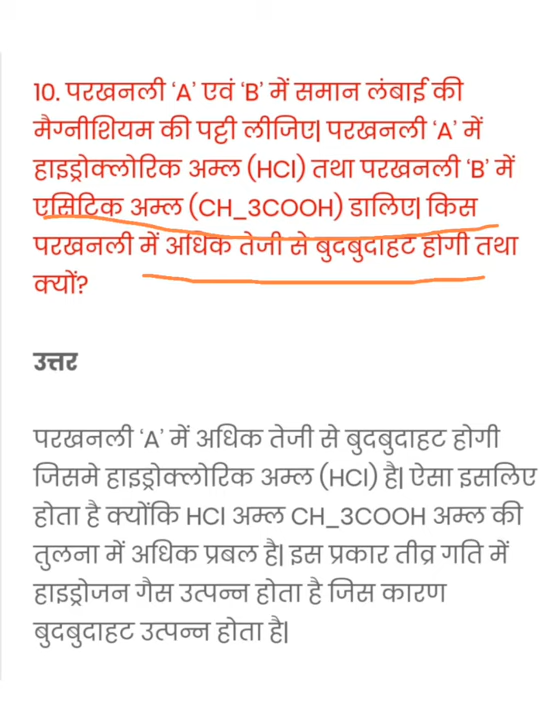 10. परखनली ‘A’ एवं ‘B’ में समान लंबाई की
मैग्नीशियम की पट्टी लीजिए| परखनली ‘A’ में
हाइड्रोक्लोरिक अम्ल (HCl) तथा परखनली ‘B’ में
एसिटिक अम्ल (CH_3COOH) डालिए| किस
परखनली में अधिक तेजी से बुदबुदाहट होगी तथा
क्यों?
उत्तर
परखनली ‘A’ में अधिक तेजी से बुदबुदाहट होगी
जिसमे हाइड्रोक्लोरिक अम्ल (HCl) है| ऐसा इसलिए
होता है क्योंकि HCl अम्ल CH_3COOH अम्ल की
तुलना में अधिक प्रबल है| इस प्रकार तीव्र गति में
हाइड्रोजन गैस उत्पन्न होता है जिस कारण
बुदबुदाहट उत्पन्न होता है|